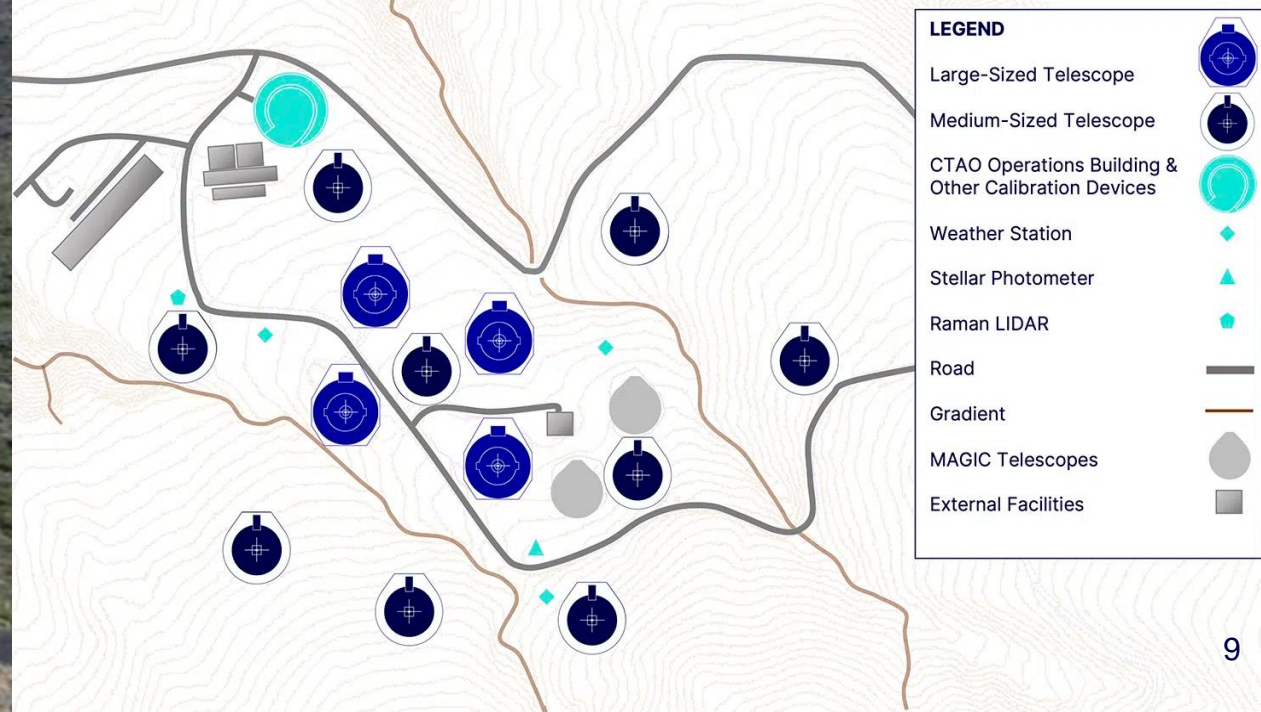 LEGEND
Large-Sized Telescope
Medium-Sized Telescope
CTAO Operations Building &
Other Calibration Devices
Weather Station
Stellar Photometer
Raman LIDAR
Road
Gradient
MAGIC Telescopes
External Facilities
9